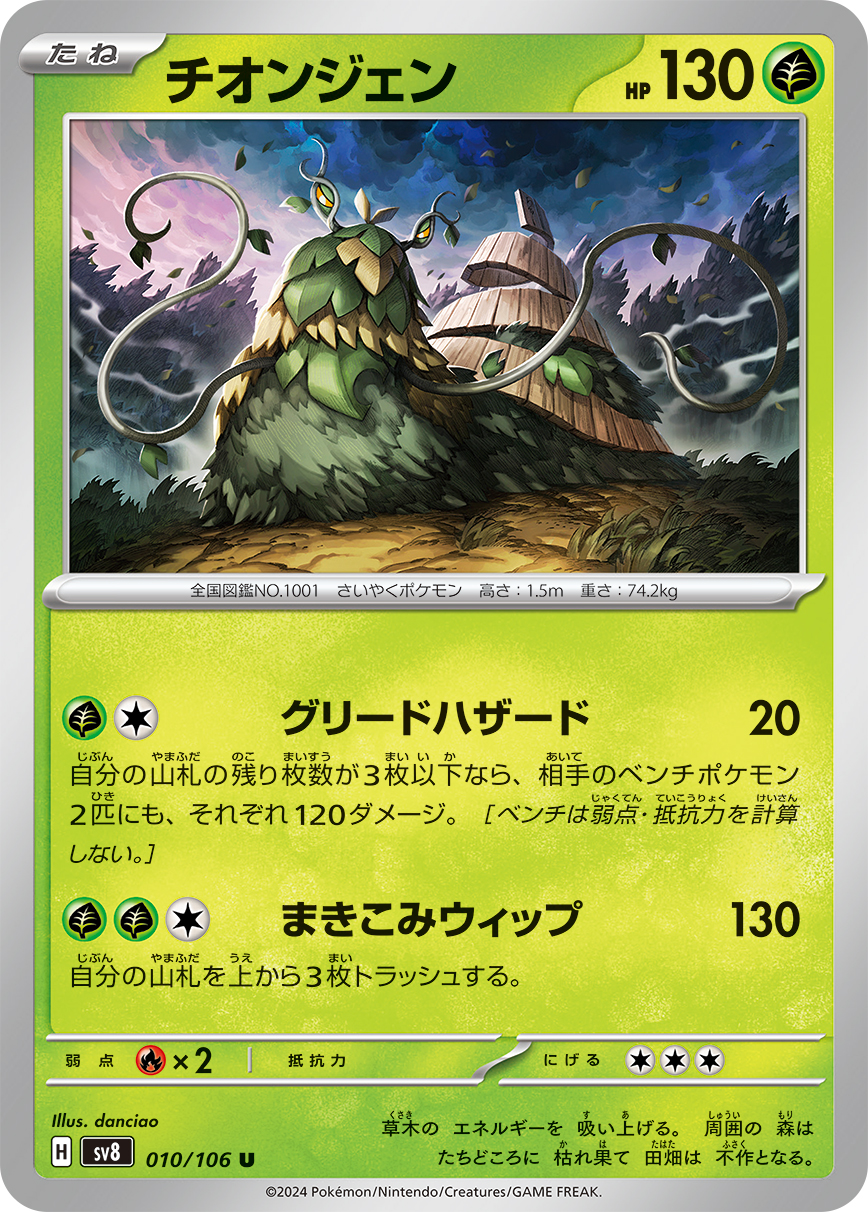 たね
チオンジェン
HP 130
全国図鑑NO.1001 さいやくポケモン 高さ：1.5m 重さ：74.2kg
グリードハザード 20
自分の山札の残り枚数が3枚以下なら、相手のベンチポケモン
2匹にも、それぞれ120ダメージ。［ベンチは弱点・抵抗力を計算
しない。］
まきこみウィップ 130
自分の山札を上から3枚トラッシュする。
弱点 ×2 抵抗力 にげる
Illus. danciao
H sv8 010/106 U
草木の エネルギーを 吸い上げる。 周囲の 森は
たちどころに 枯れ果て 田畑は 不作となる。
©2024 Pokémon/Nintendo/Creatures/GAME FREAK.